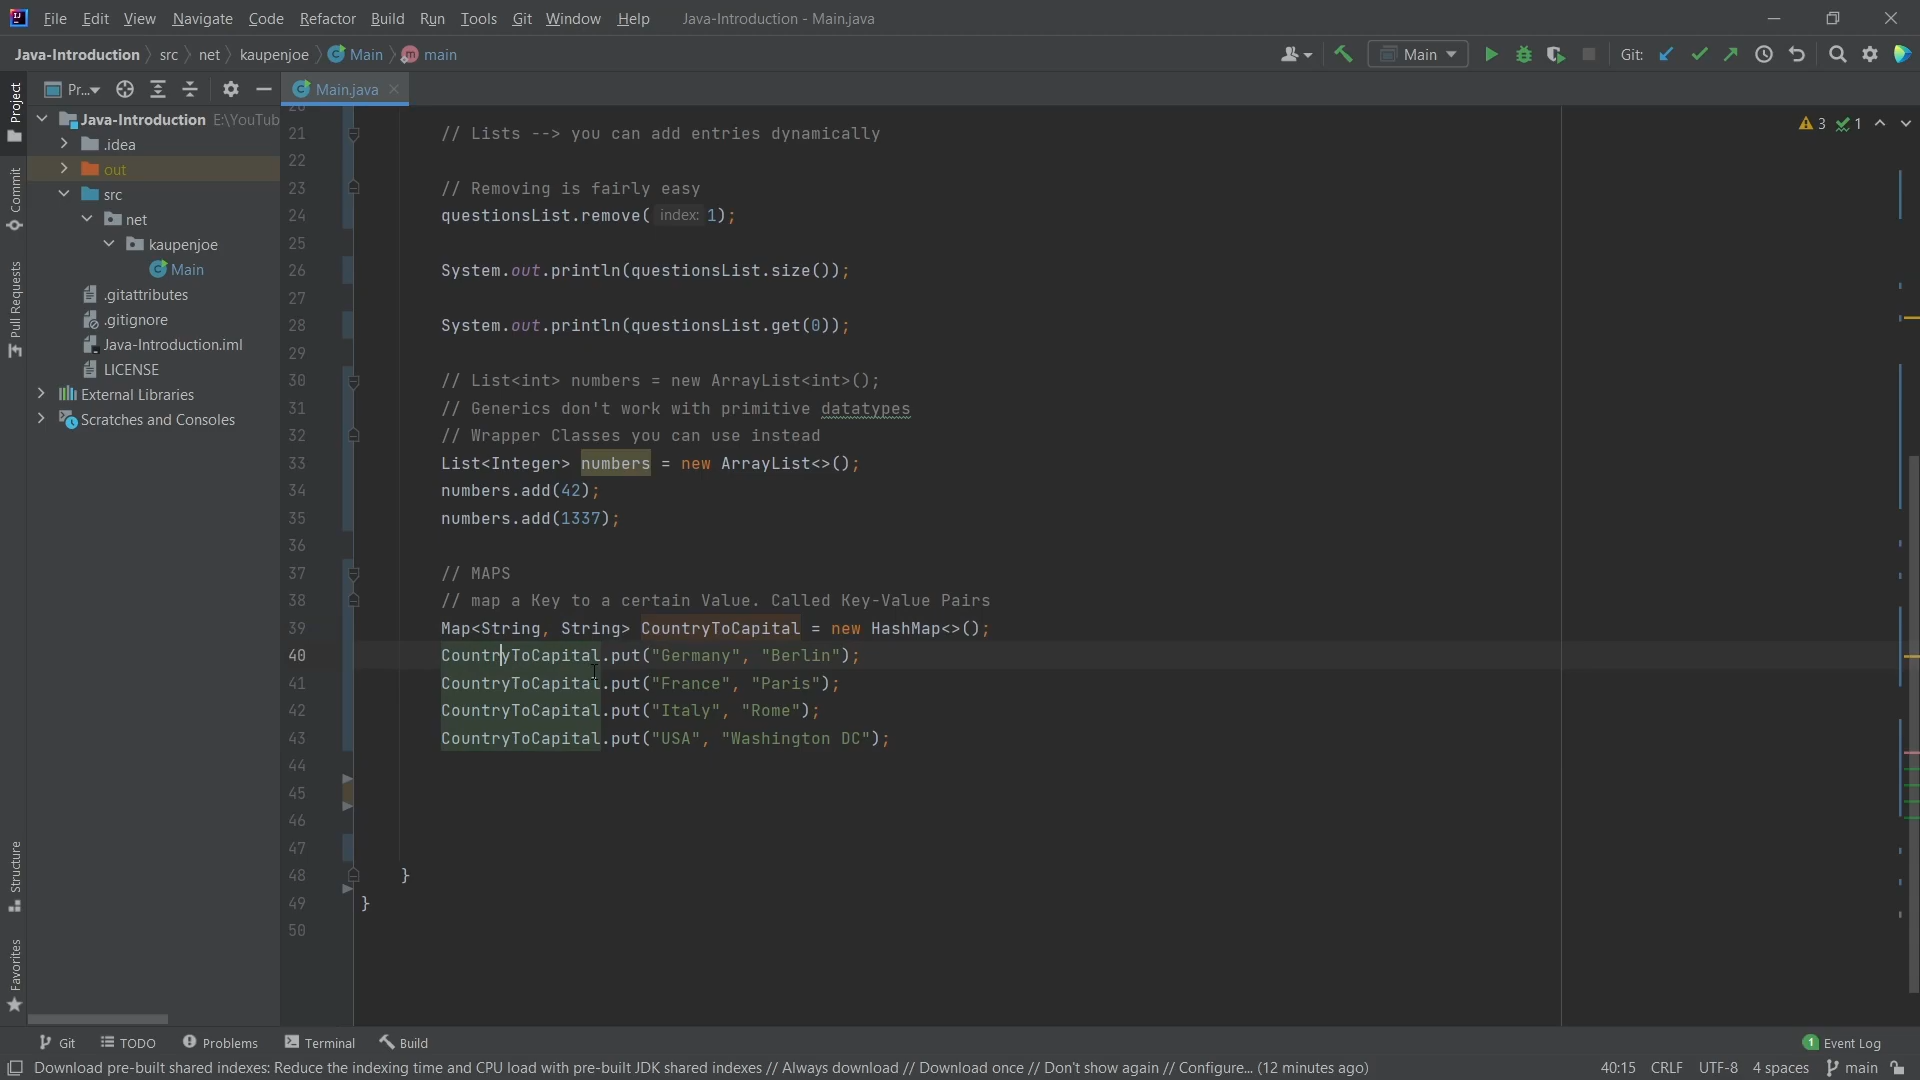 File Edit View Navigate Code Refactor Build Run Tools Git Window Help Java-Introduction - Main.java
Java-Introduction src net kaupenjoe Main main
Main Git:
Project
Commit
Pull Requests
Structure
Favorites
Pr...
Java-Introduction E:\YouTub
.idea
out
src
net
kaupenjoe
Main
.gitattributes
.gitignore
Java-Introduction.iml
LICENSE
External Libraries
Scratches and Consoles
Main.java
3 1
21 // Lists --> you can add entries dynamically
22
23 // Removing is fairly easy
24 questionsList.remove( index: 1);
25
26 System.out.println(questionsList.size());
27
28 System.out.println(questionsList.get(0));
29
30 // List<int> numbers = new ArrayList<int>();
31 // Generics don't work with primitive datatypes
32 // Wrapper Classes you can use instead
33 List<Integer> numbers = new ArrayList<>();
34 numbers.add(42);
35 numbers.add(1337);
36
37 // MAPS
38 // map a Key to a certain Value. Called Key-Value Pairs
39 Map<String, String> CountryToCapital = new HashMap<>();
40 CountryToCapital.put("Germany", "Berlin");
41 CountryToCapital.put("France", "Paris");
42 CountryToCapital.put("Italy", "Rome");
43 CountryToCapital.put("USA", "Washington DC");
44
45
46
47
48 }
49 }
50
Git TODO Problems Terminal Build 1 Event Log
Download pre-built shared indexes: Reduce the indexing time and CPU load with pre-built JDK shared indexes // Always download // Download once // Don't show again // Configure... (12 minutes ago) 40:15 CRLF UTF-8 4 spaces main